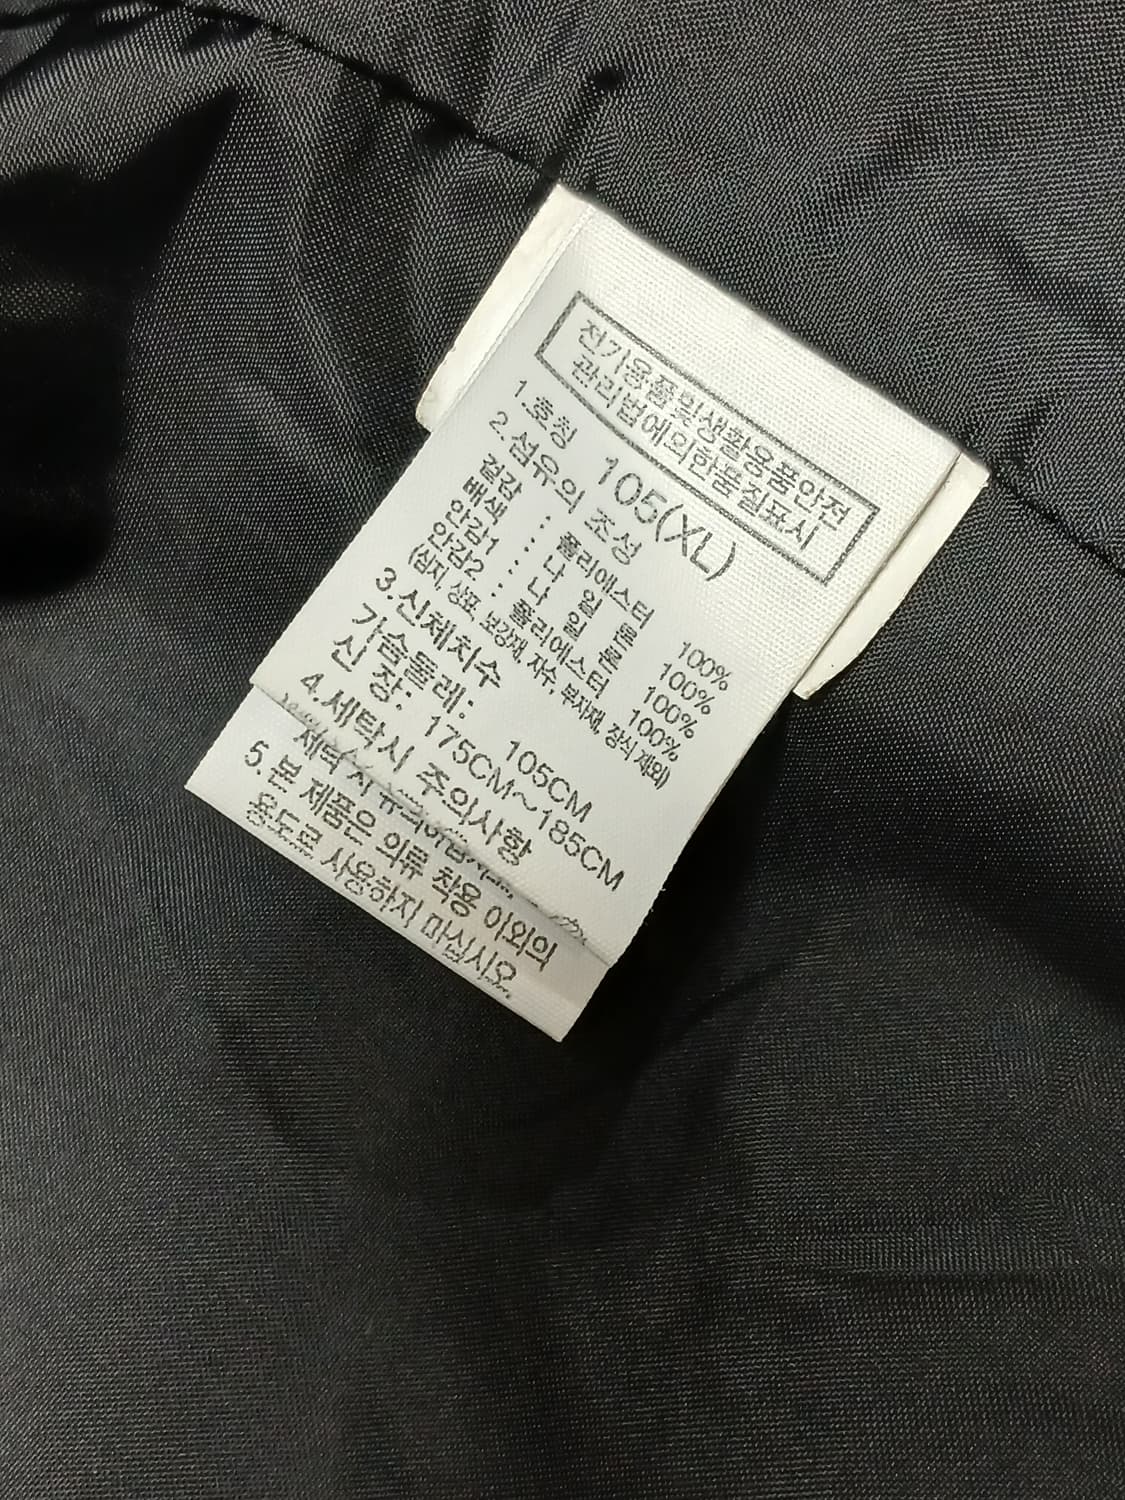 전기용품및생활용품안전
관리법에의한품질표시
1.호칭 105(XL)
2.섬유의 조성
겉감 : 폴리에스터 100%
배색 : 나 일 론 100%
안감1 : 나 일 론 100%
안감2 : 폴리에스터 100%
(심지, 상표, 보강재, 자수, 부자재, 장식 제외)
3.신체치수
가슴둘레: 105CM
신 장: 175CM~185CM
4.세탁시 주의사항
5.본 제품은 의류 착용 이외의
용도로 사용하지 마십시오